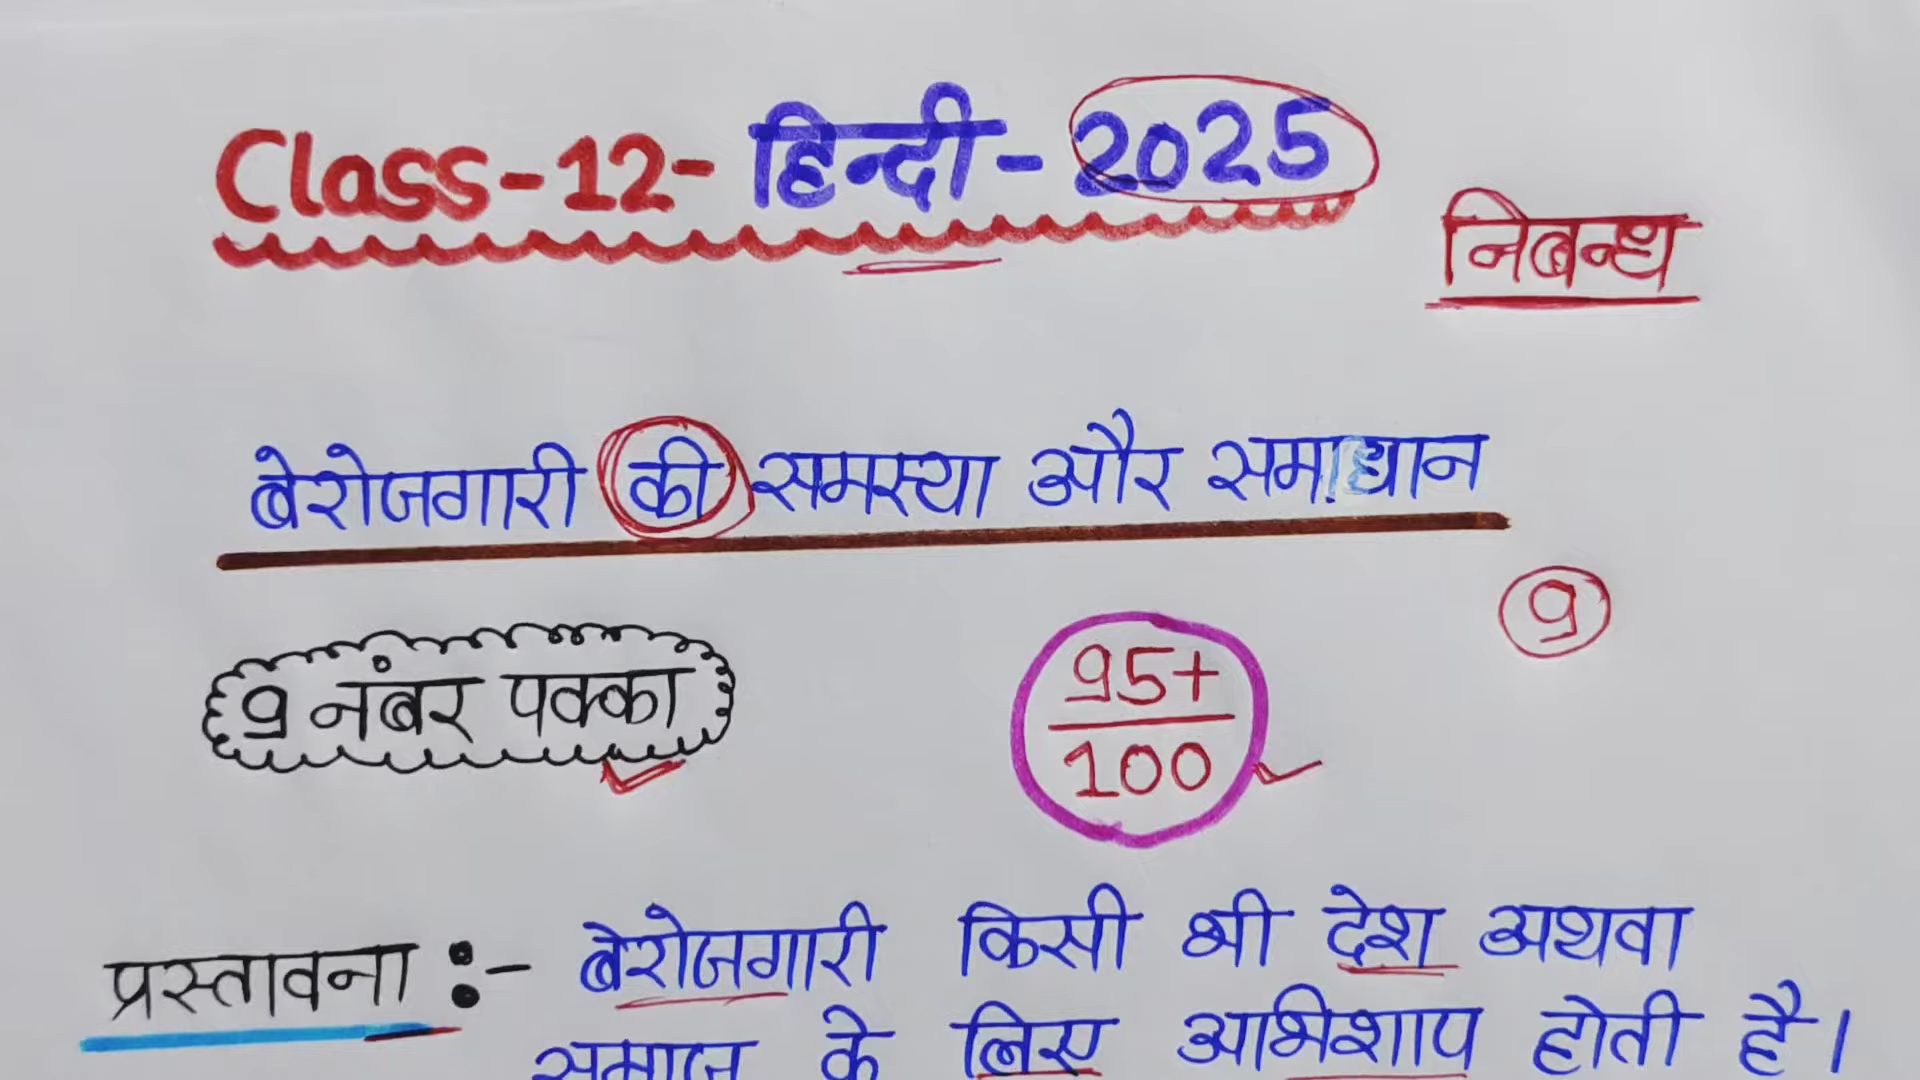 Class-12- हिन्दी - 2025
निबन्ध
बेरोजगारी की समस्या और समाधान
9
9 नंबर पक्का
95+
100
प्रस्तावना :- बेरोजगारी किसी भी देश अथवा
समाज के लिए अभिशाप होती है।